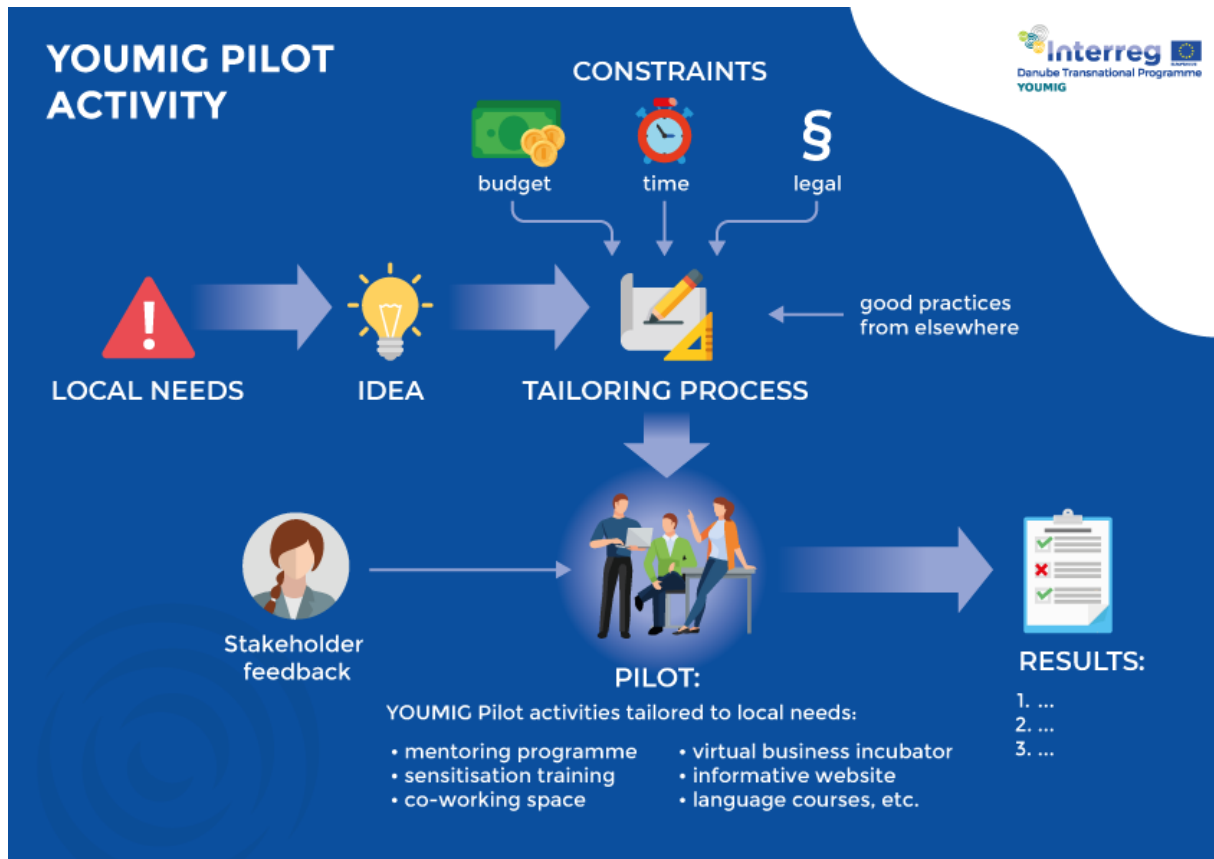 YOUMIG PILOT
ACTIVITY
Interreg
Danube Transnational Programme
YOUMIG
CONSTRAINTS
budget
time
§
legal
good practices
from elsewhere
LOCAL NEEDS
IDEA
TAILORING PROCESS
Stakeholder
feedback
PILOT:
YOUMIG Pilot activities tailored to local needs:
• mentoring programme
• sensitisation training
• co-working space
• virtual business incubator
• informative website
• language courses, etc.
RESULTS:
1. ...
2. ...
3. ...